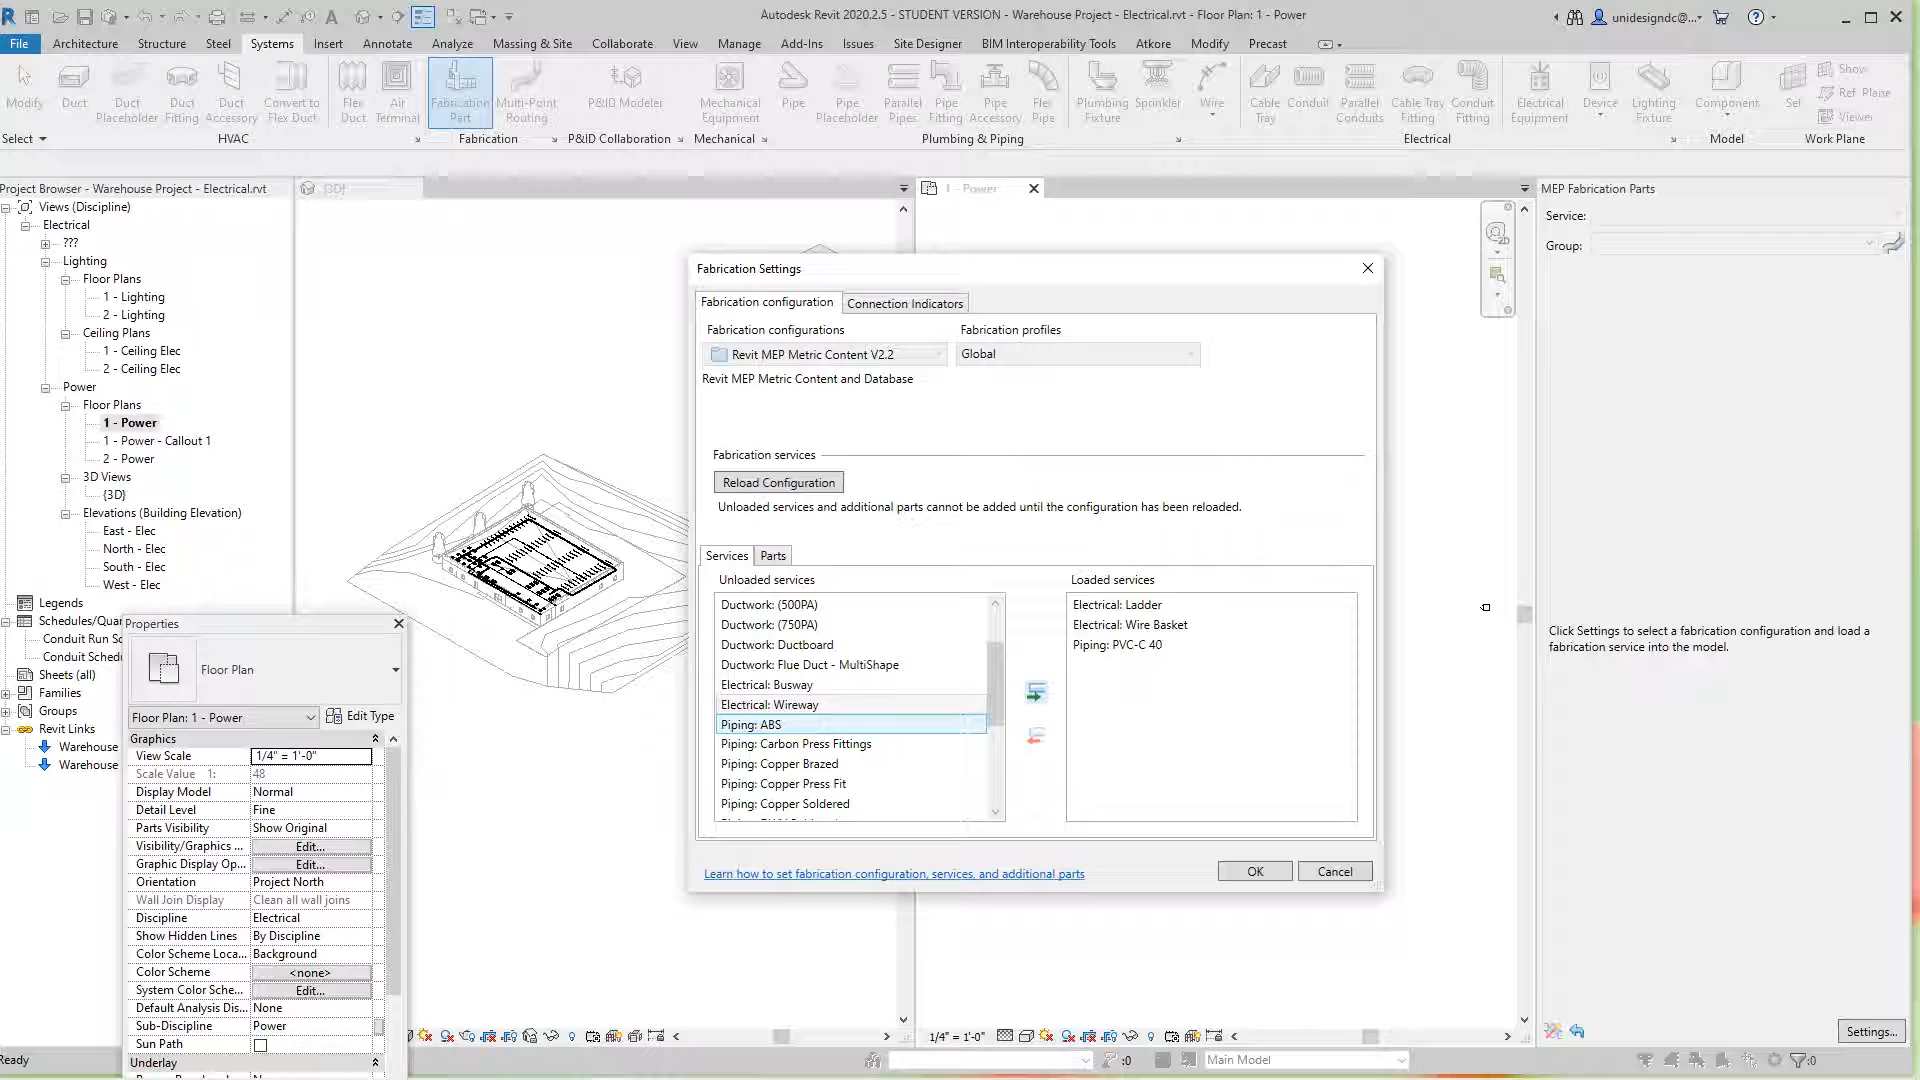 Autodesk Revit 2020.2.5 - STUDENT VERSION - Warehouse Project - Electrical.rvt - Floor Plan: 1 - Power
unidesigndc@...
File Architecture Structure Steel Systems Insert Annotate Analyze Massing & Site Collaborate View Manage Add-Ins Issues Site Designer BIM Interoperability Tools Atkore Modify Precast
Modify
Duct
Duct Placeholder
Duct Fitting
Duct Accessory
Convert to Flex Duct
Flex Duct
Air Terminal
Fabrication Part
Multi-Point Routing
P&ID Modeler
Mechanical Equipment
Pipe
Pipe Placeholder
Parallel Pipes
Pipe Fitting
Pipe Accessory
Flex Pipe
Plumbing Fixture
Sprinkler
Wire
Cable Tray
Conduit
Parallel Conduits
Cable Tray Fitting
Conduit Fitting
Electrical Equipment
Device
Lighting Fixture
Component
Set
Show
Ref Plane
Viewer
Select HVAC Fabrication P&ID Collaboration Mechanical Plumbing & Piping Electrical Model Work Plane
Project Browser - Warehouse Project - Electrical.rvt
Views (Discipline)
Electrical
???
Lighting
Floor Plans
1 - Lighting
2 - Lighting
Ceiling Plans
1 - Ceiling Elec
2 - Ceiling Elec
Power
Floor Plans
1 - Power
1 - Power - Callout 1
2 - Power
3D Views
{3D}
Elevations (Building Elevation)
East - Elec
North - Elec
South - Elec
West - Elec
Legends
Schedules/Quar
Conduit Run Sc
Conduit Schedu
Sheets (all)
Families
Groups
Revit Links
Warehouse
Warehouse
Properties
Floor Plan
Floor Plan: 1 - Power Edit Type
Graphics
View Scale 1/4" = 1'-0"
Scale Value 1: 48
Display Model Normal
Detail Level Fine
Parts Visibility Show Original
Visibility/Graphics ... Edit...
Graphic Display Op... Edit...
Orientation Project North
Wall Join Display Clean all wall joins
Discipline Electrical
Show Hidden Lines By Discipline
Color Scheme Loca... Background
Color Scheme <none>
System Color Sche... Edit...
Default Analysis Dis... None
Sub-Discipline Power
Sun Path
Underlay
{3D}
1 - Power
Fabrication Settings
Fabrication configuration Connection Indicators
Fabrication configurations Fabrication profiles
Revit MEP Metric Content V2.2 Global
Revit MEP Metric Content and Database
Fabrication services
Reload Configuration
Unloaded services and additional parts cannot be added until the configuration has been reloaded.
Services Parts
Unloaded services
Ductwork: (500PA)
Ductwork: (750PA)
Ductwork: Ductboard
Ductwork: Flue Duct - MultiShape
Electrical: Busway
Electrical: Wireway
Piping: ABS
Piping: Carbon Press Fittings
Piping: Copper Brazed
Piping: Copper Press Fit
Piping: Copper Soldered
Loaded services
Electrical: Ladder
Electrical: Wire Basket
Piping: PVC-C 40
Learn how to set fabrication configuration, services, and additional parts
OK Cancel
MEP Fabrication Parts
Service:
Group:
Click Settings to select a fabrication configuration and load a
fabrication service into the model.
Settings...
1/4" = 1'-0"
Ready
:0
Main Model
:0